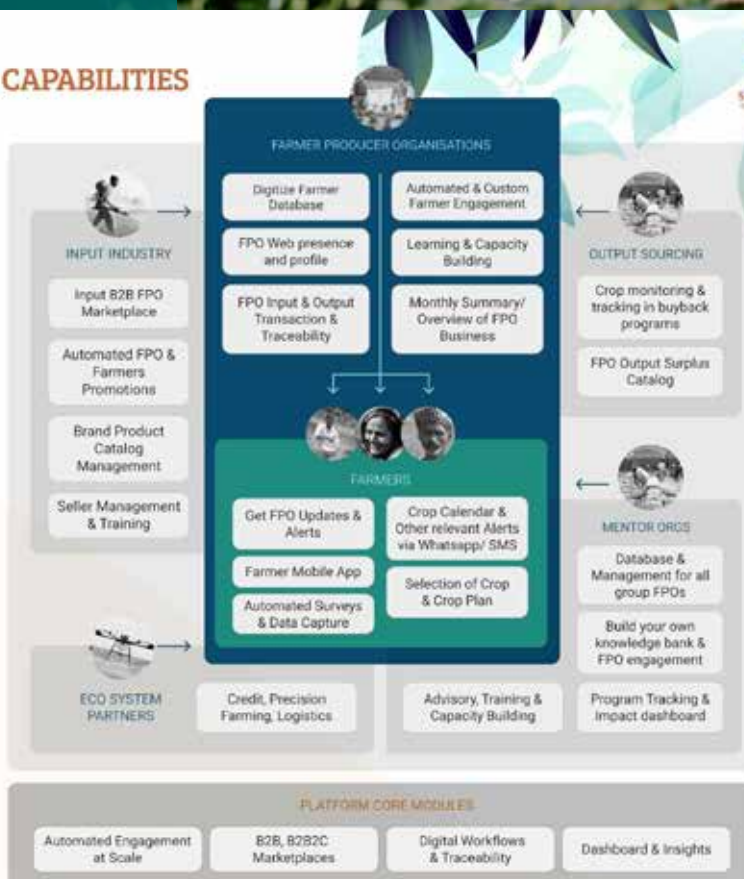 CAPABILITIES
FARMER PRODUCER ORGANISATIONS
Digitize Farmer
Database
Automated & Custom
Farmer Engagement
FPO Web presence
and profile
Learning & Capacity
Building
FPO Input & Output
Transaction &
Traceability
Monthly Summary/
Overview of FPO
Business
INPUT INDUSTRY
Input B2B FPO
Marketplace
Automated FPO &
Farmers
Promotions
Brand Product
Catalog
Management
Seller Management
& Training
OUTPUT SOURCING
Crop monitoring &
tracking in buyback
programs
FPO Output Surplus
Catalog
FARMERS
Get FPO Updates &
Alerts
Crop Calendar &
Other relevant Alerts
via Whatsapp/ SMS
Farmer Mobile App
Selection of Crop
& Crop Plan
Automated Surveys
& Data Capture
MENTOR ORGS
Database &
Management for all
group FPOs
Build your own
knowledge bank &
FPO engagement
Program Tracking &
Impact dashboard
Advisory, Training &
Capacity Building
ECO SYSTEM
PARTNERS
Credit, Precision
Farming, Logistics
PLATFORM CORE MODULES
Automated Engagement
at Scale
B2B, B2B2C
Marketplaces
Digital Workflows
& Traceability
Dashboard & Insights